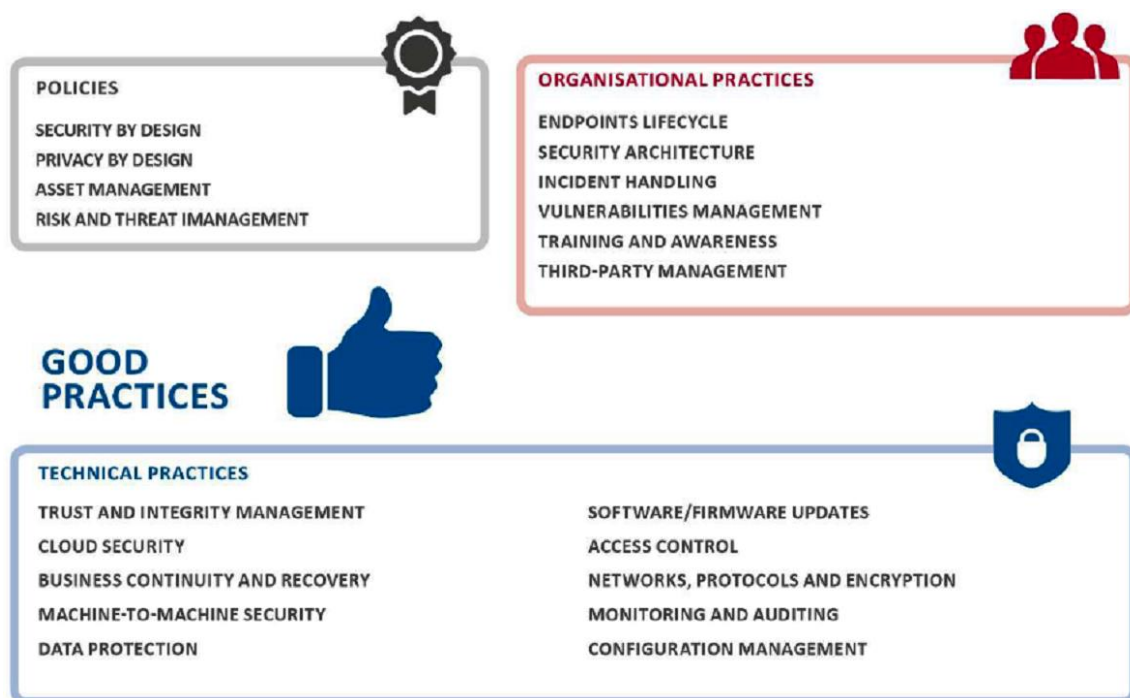 POLICIES
SECURITY BY DESIGN
PRIVACY BY DESIGN
ASSET MANAGEMENT
RISK AND THREAT IMANAGEMENT
ORGANISATIONAL PRACTICES
ENDPOINTS LIFECYCLE
SECURITY ARCHITECTURE
INCIDENT HANDLING
VULNERABILITIES MANAGEMENT
TRAINING AND AWARENESS
THIRD-PARTY MANAGEMENT
GOOD
PRACTICES
TECHNICAL PRACTICES
TRUST AND INTEGRITY MANAGEMENT
CLOUD SECURITY
BUSINESS CONTINUITY AND RECOVERY
MACHINE-TO-MACHINE SECURITY
DATA PROTECTION
SOFTWARE/FIRMWARE UPDATES
ACCESS CONTROL
NETWORKS, PROTOCOLS AND ENCRYPTION
MONITORING AND AUDITING
CONFIGURATION MANAGEMENT